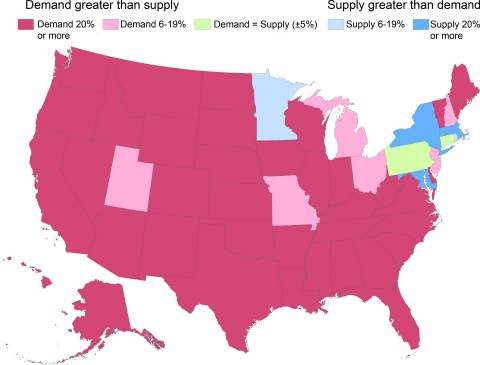 Demand greater than supply
Supply greater than demand
Demand 20% or more
Demand 6-19%
Demand = Supply (±5%)
Supply 6-19%
Supply 20% or more